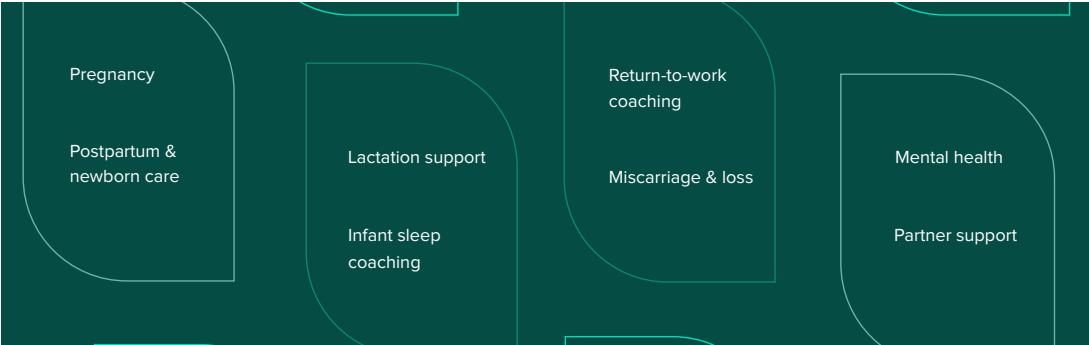 Pregnancy
Postpartum &
newborn care
Lactation support
Infant sleep
coaching
Return-to-work
coaching
Miscarriage & loss
Mental health
Partner support